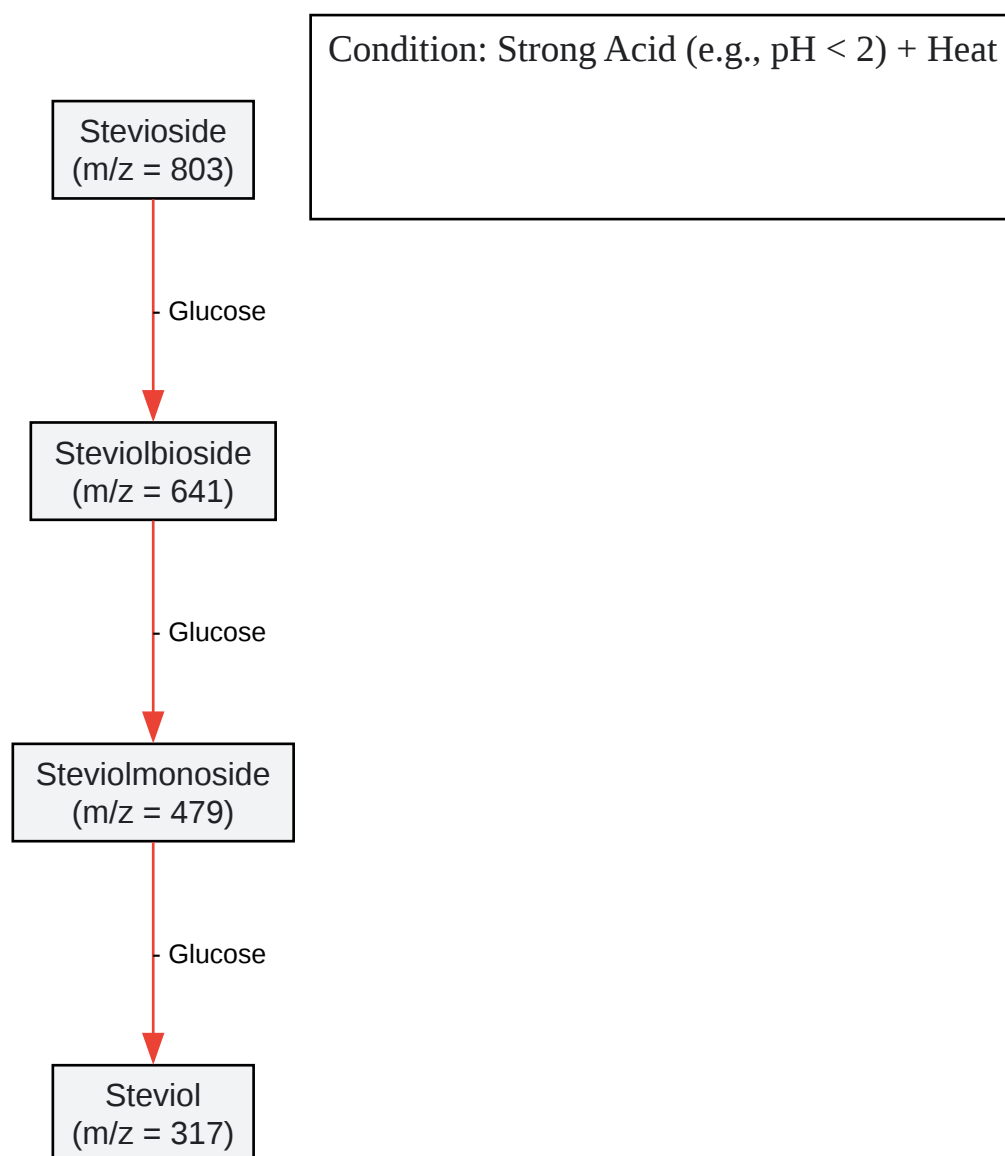 Condition: Strong Acid (e.g., pH < 2) + Heat
Stevioside
(m/z = 803)
- Glucose
Steviolbioside
(m/z = 641)
- Glucose
Steviolmonoside
(m/z = 479)
- Glucose
Steviol
(m/z = 317)